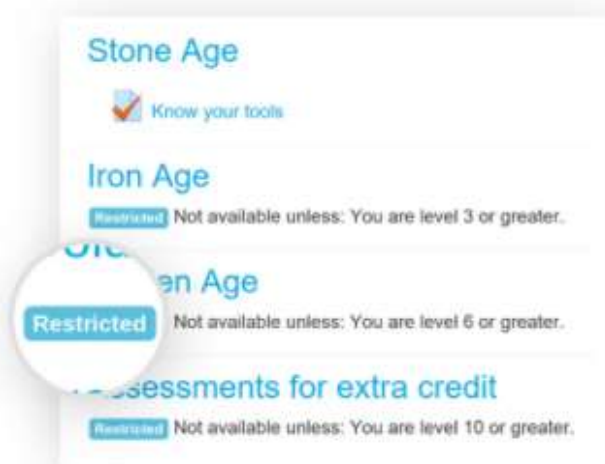 Stone Age
Know your tools
Iron Age
Restricted Not available unless: You are level 3 or greater.
en Age
Restricted Not available unless: You are level 6 or greater.
Assessments for extra credit
Restricted Not available unless: You are level 10 or greater.